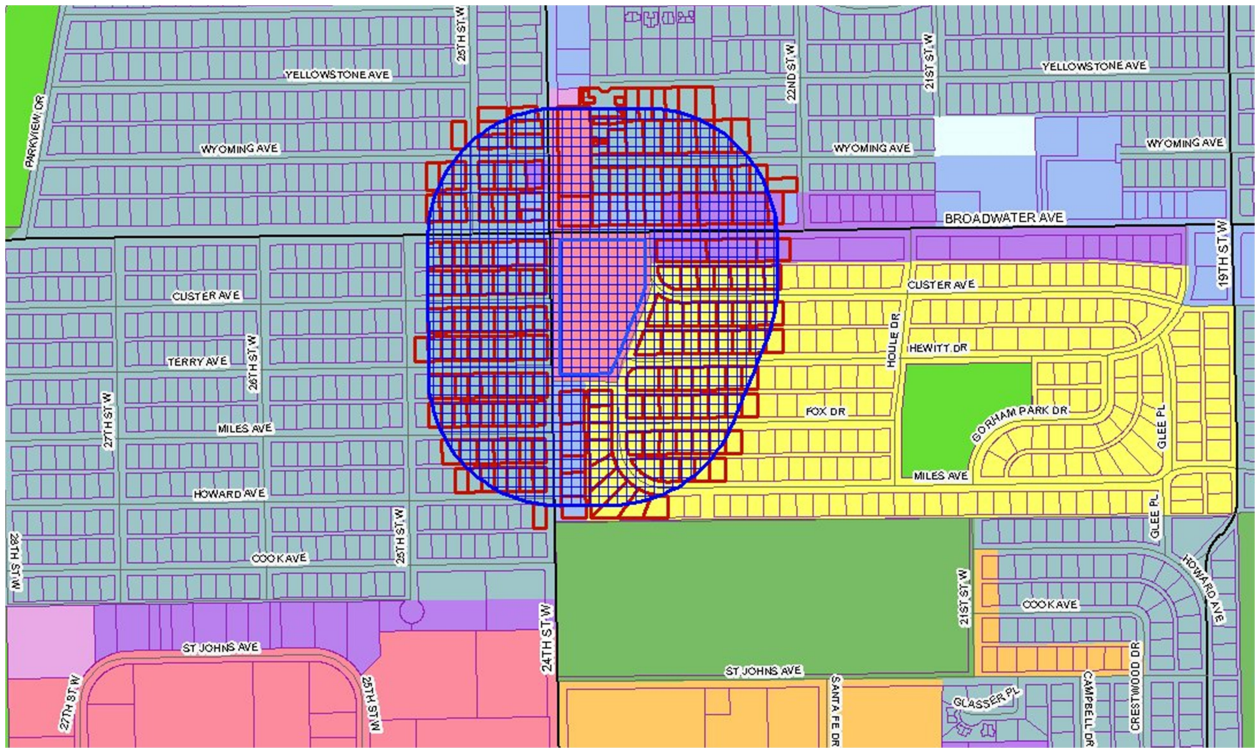 25TH ST W
YELLOWSTONE AVE
22ND ST W
21ST ST W
YELLOWSTONE AVE
PARKVIEW DR
WYOMING AVE
WYOMING AVE
WYOMING AVE
BROADWATER AVE
19TH ST W
CUSTER AVE
CUSTER AVE
TERRY AVE
26TH ST W
HOULE DR
HEWITT DR
27TH ST W
MILES AVE
FOX DR
GORHAM PARK DR
GLEE PL
MILES AVE
HOWARD AVE
25TH ST W
GLEE PL
28TH ST W
COOK AVE
HOWARD AVE
24TH ST W
21ST ST W
COOK AVE
ST JOHNS AVE
ST JOHNS AVE
27TH ST W
25TH ST W
SANTA FE DR
GLASSER PL
CAMPBELL DR
CRESTWOOD DR